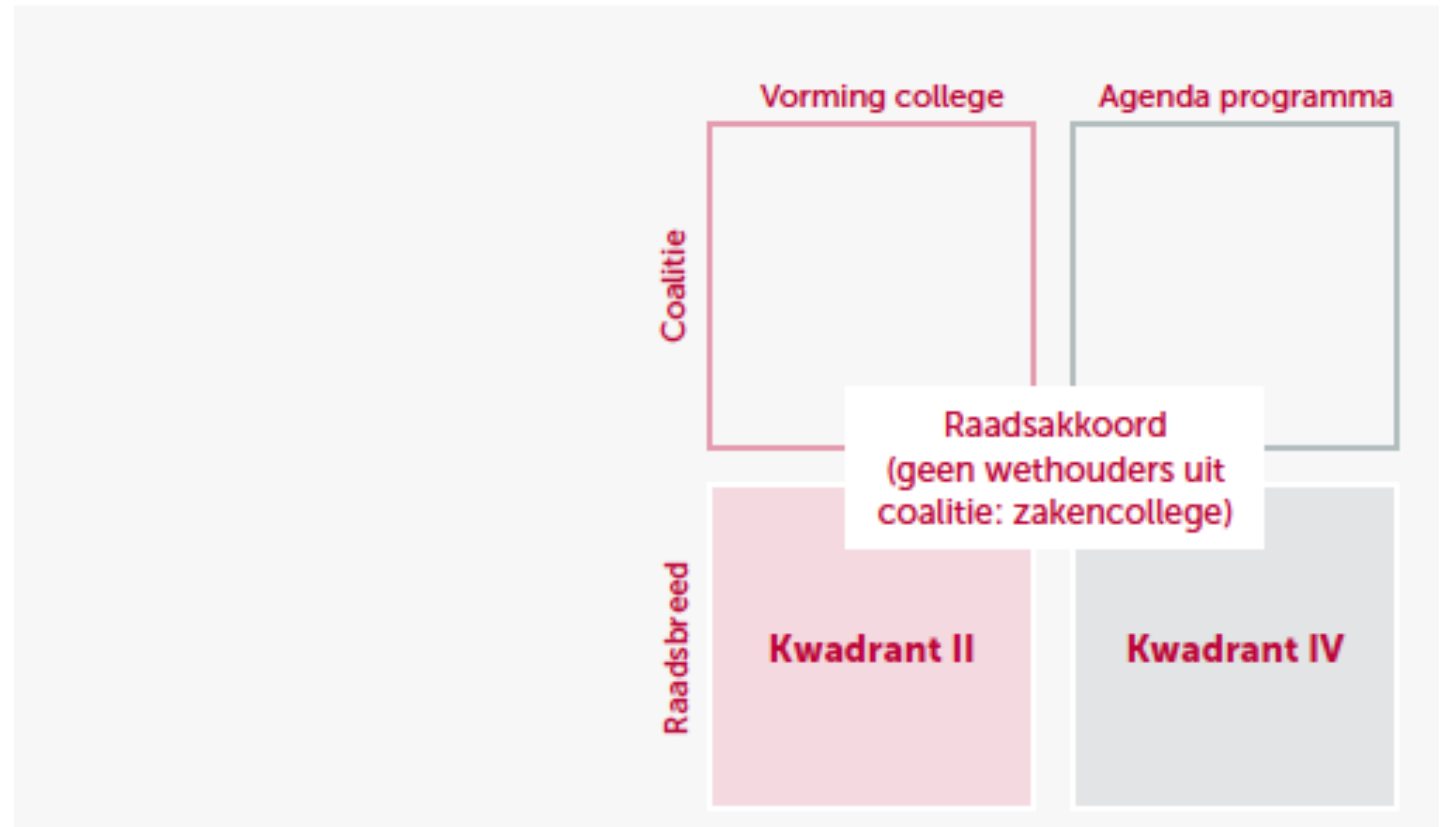 Vorming college
Agenda programma
Coalitie
Raadsakkoord
(geen wethouders uit
coalitie: zakencollege)
Raadsbreed
Kwadrant II
Kwadrant IV